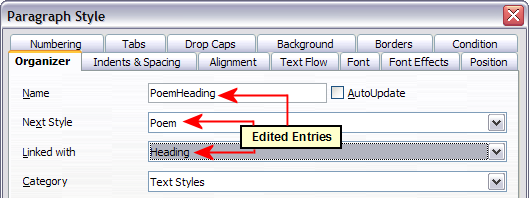 Paragraph Style
Numbering Tabs Drop Caps Background Borders Condition
Organizer Indents & Spacing Alignment Text Flow Font Font Effects Position
Name PoemHeading AutoUpdate
Next Style Poem
Edited Entries
Linked with Heading
Category Text Styles